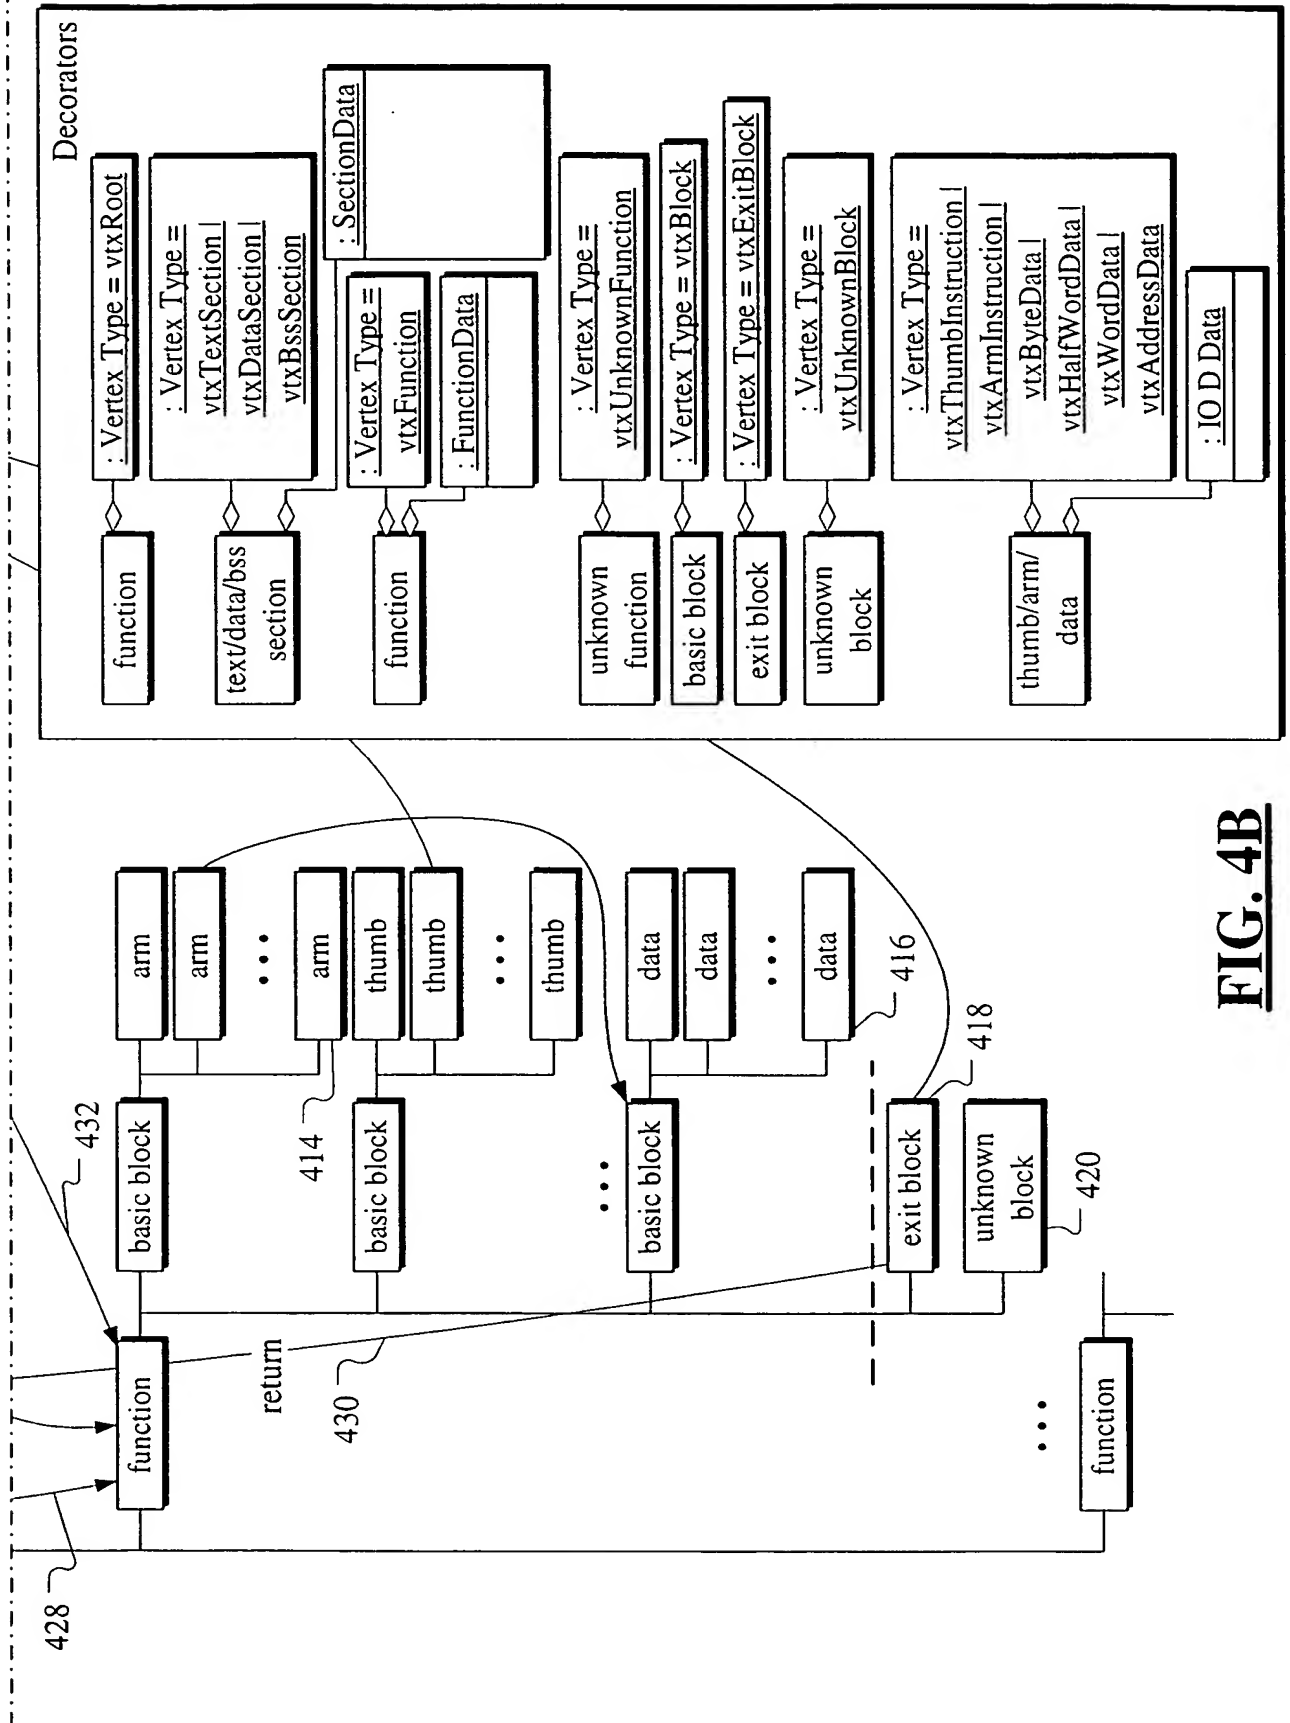 428
function
432
return
430
basic block
arm
arm
arm
414
basic block
thumb
thumb
thumb
basic block
data
data
data
416
exit block
418
unknown
block
420
function
Decorators
function
: Vertex Type = vtxRoot
text/data/bss
section
: Vertex Type =
vtxTextSection |
vtxDataSection |
vtxBssSection
: SectionData
function
: Vertex Type =
vtxFunction
: FunctionData
unknown
function
: Vertex Type =
vtxUnknownFunction
basic block
: Vertex Type = vtxBlock
exit block
: Vertex Type = vtxExitBlock
unknown
block
: Vertex Type =
vtxUnknownBlock
thumb/arm/
data
: Vertex Type =
vtxThumbInstruction |
vtxArmInstruction |
vtxByteData |
vtxHalfWordData |
vtxWordData |
vtxAddressData
: IO D Data
FIG. 4B